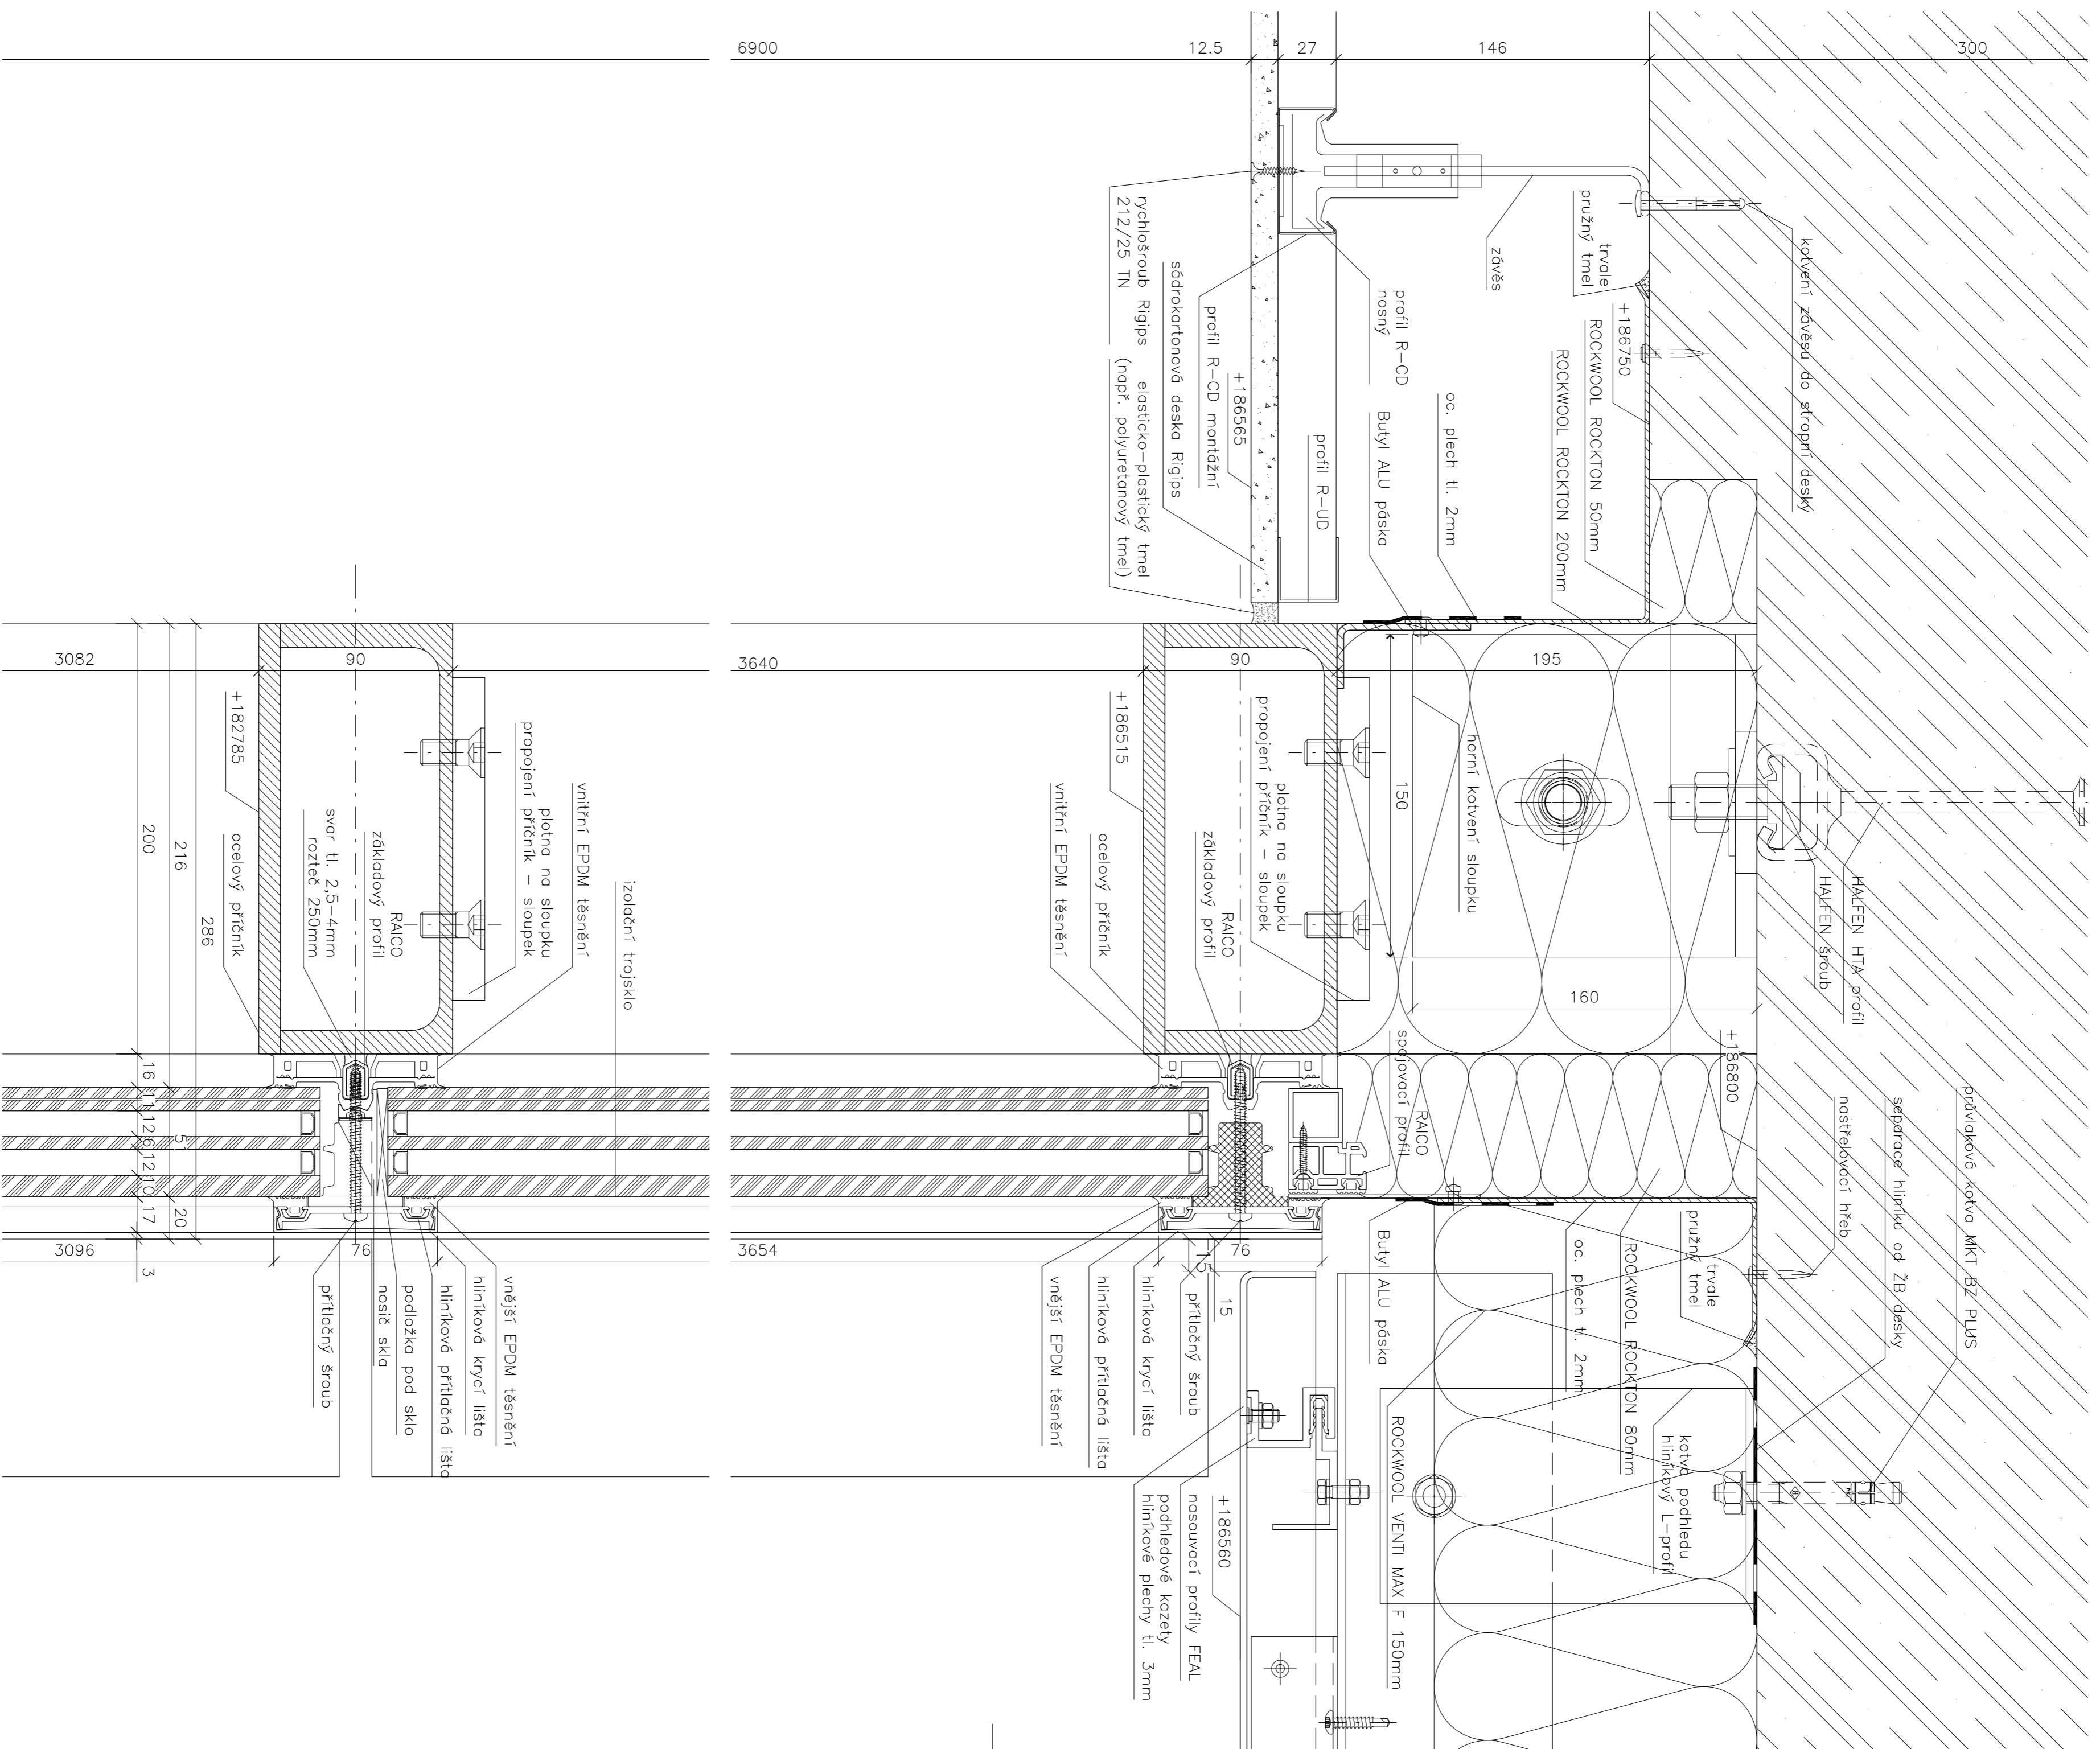 6900
12.5
27
146
300
kotvení závěsu do stropní desky
trvale
pružný tmel
závěs
+186750
ROCKWOOL ROCKTON 50mm
ROCKWOOL ROCKTON 200mm
profil R-CD
nosný
profil R-CD montážní
sádrokartonová deska Rigips
rychlošroub Rigips
212/25 TN
elasticko-plastický tmel
(např. polyuretanový tmel)
+186565
profil R-UD
Butyl ALU páska
oc. plech tl. 2mm
3082
90
3640
90
195
+182785
ocelový příčník
svar tl. 2,5-4mm
rozteč 250mm
RAICO
základový profil
plotna na sloupku
propojení příčník - sloupek
vnitřní EPDM těsnění
izolační trojsklo
200
216
286
+186515
ocelový příčník
vnitřní EPDM těsnění
RAICO
základový profil
plotna na sloupku
propojení příčník - sloupek
150
horní kotvení sloupku
160
HALFEN HTA profil
HALFEN šroub
RAICO
spojovací profil
+186800
průvlaková kotva MKT BZ PLUS
separace hliníku od ŽB desky
nastřelovací hřeb
16
11
12
6
12
10
17
3
5
20
3096
76
3654
76
15
15
přítlačný šroub
nosič skla
podložka pod sklo
hliníková přítlačná lišta
hliníková krycí lišta
vnější EPDM těsnění
vnější EPDM těsnění
hliníková přítlačná lišta
hliníková krycí lišta
přítlačný šroub
Butyl ALU páska
oc. plech tl. 2mm
ROCKWOOL ROCKTON 80mm
trvale
pružný tmel
kotva podhledu
hliníkový L-profil
ROCKWOOL VENTI MAX F 150mm
+186560
nasouvací profily FEAL
podhledové kazety
hliníkové plechy tl. 3mm